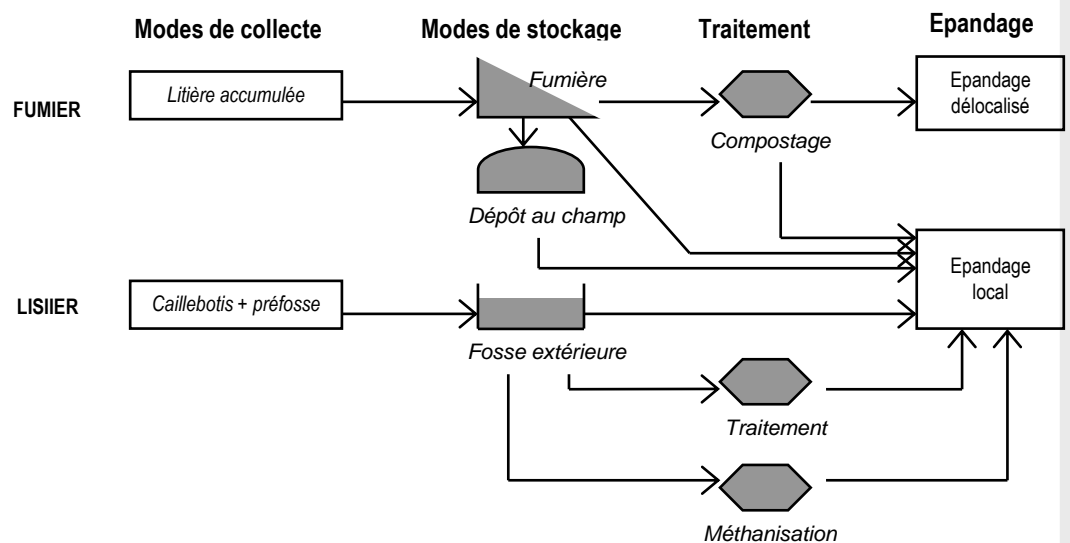 Modes de collecte
Modes de stockage
Traitement
Epandage
FUMIER
Litière accumulée
Fumière
Compostage
Epandage
délocalisé
Dépôt au champ
Epandage
local
LISIIER
Caillebotis + préfosse
Fosse extérieure
Traitement
Méthanisation